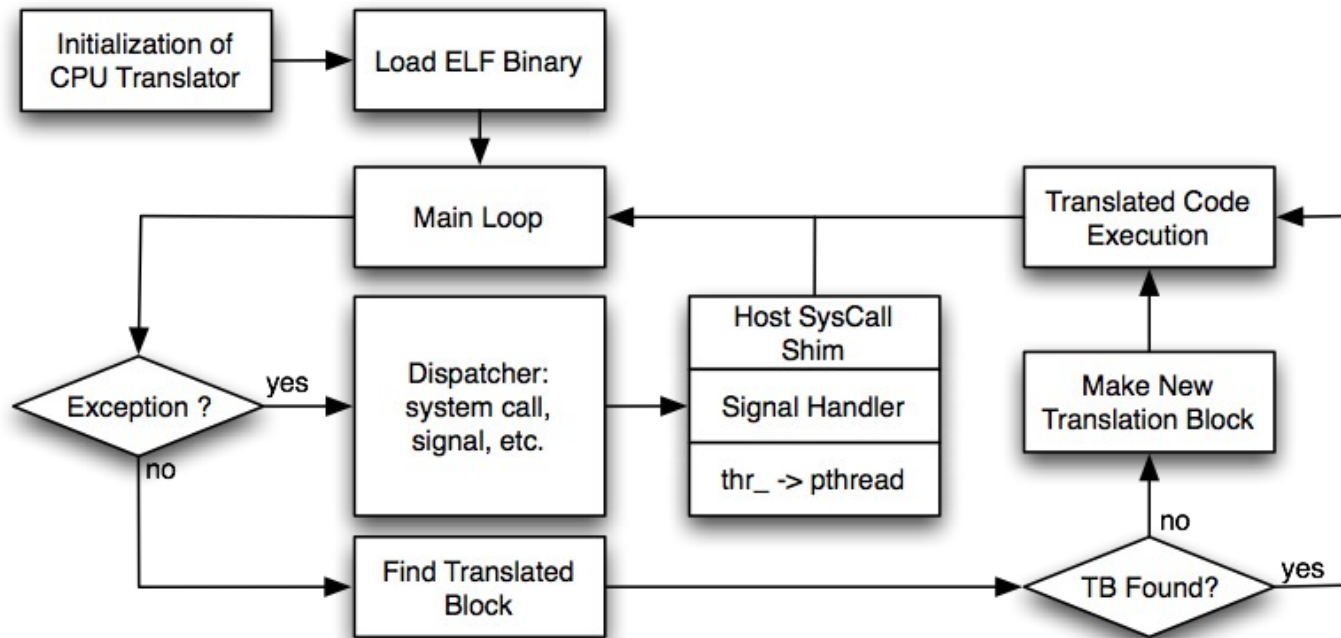 Initialization of
CPU Translator
Load ELF Binary
Main Loop
Translated Code
Execution
Exception ?
yes
no
Dispatcher:
system call,
signal, etc.
Host SysCall
Shim
Signal Handler
thr_ -> pthread
Make New
Translation Block
Find Translated
Block
TB Found?
no
yes